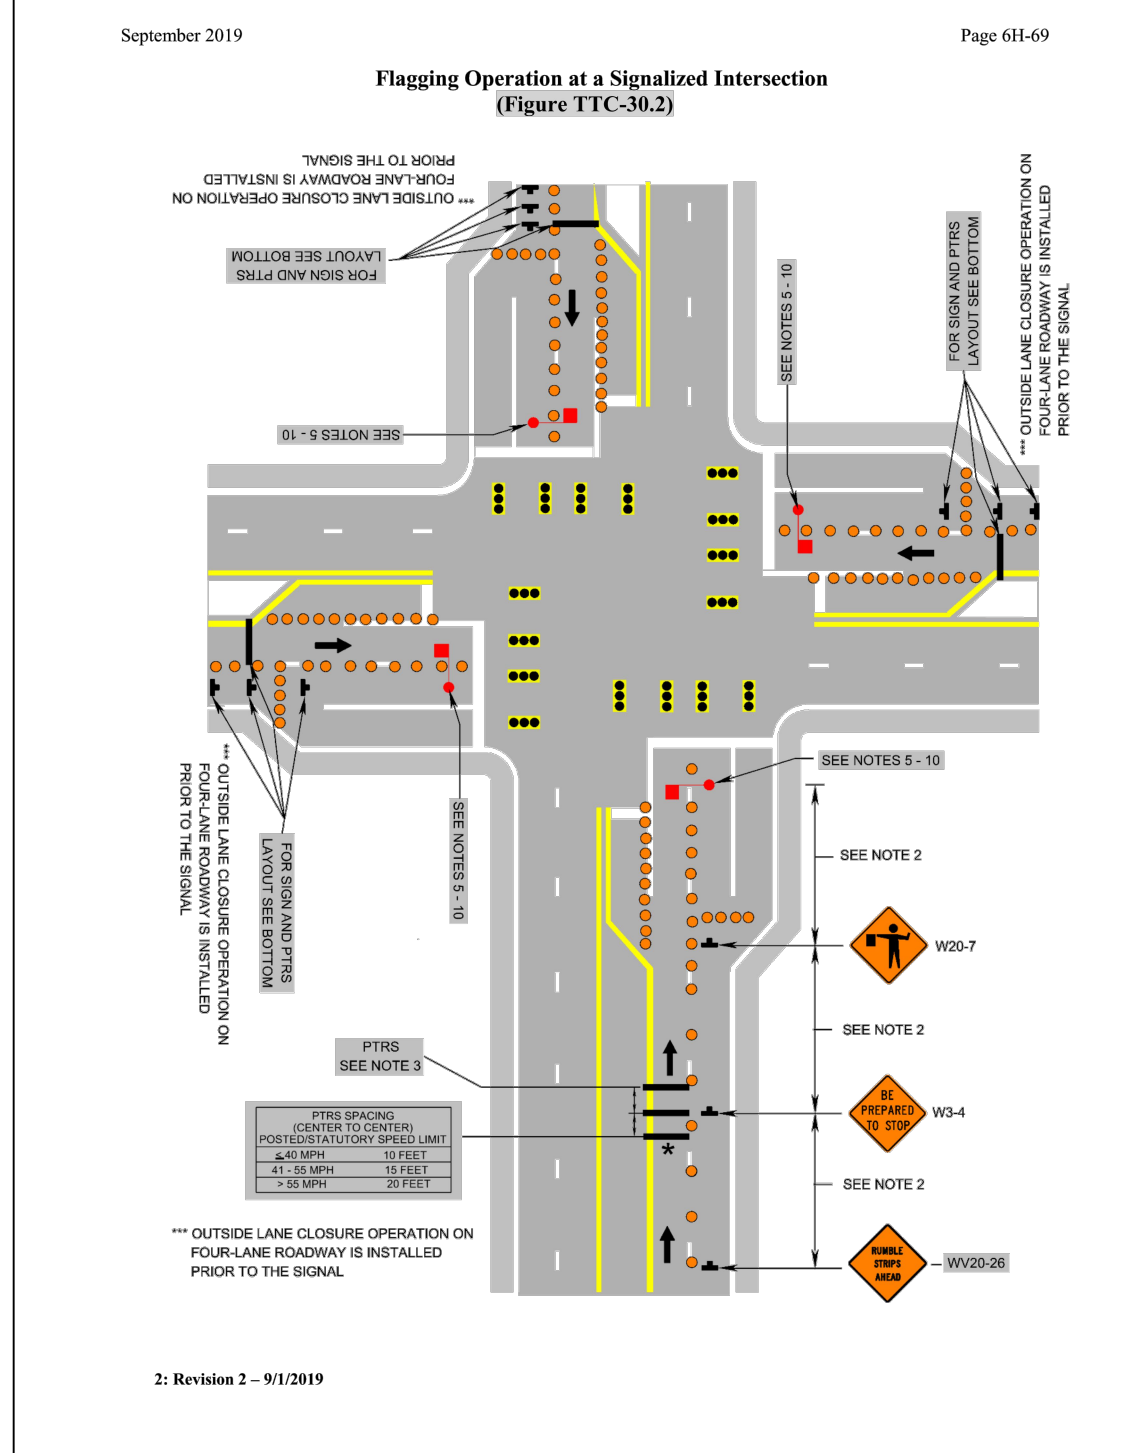 September 2019
Page 6H-69
Flagging Operation at a Signalized Intersection
(Figure TTC-30.2)
*** OUTSIDE LANE CLOSURE OPERATION ON
FOUR-LANE ROADWAY IS INSTALLED
PRIOR TO THE SIGNAL
FOR SIGN AND PTRS
LAYOUT SEE BOTTOM
SEE NOTES 5 - 10
SEE NOTES 5 - 10
FOR SIGN AND PTRS
LAYOUT SEE BOTTOM
*** OUTSIDE LANE CLOSURE OPERATION ON
FOUR-LANE ROADWAY IS INSTALLED
PRIOR TO THE SIGNAL
*** OUTSIDE LANE CLOSURE OPERATION ON
FOUR-LANE ROADWAY IS INSTALLED
PRIOR TO THE SIGNAL
FOR SIGN AND PTRS
LAYOUT SEE BOTTOM
SEE NOTES 5 - 10
SEE NOTES 5 - 10
SEE NOTE 2
W20-7
SEE NOTE 2
BE
PREPARED
TO STOP
W3-4
SEE NOTE 2
RUMBLE
STRIPS
AHEAD
WV20-26
PTRS
SEE NOTE 3
PTRS SPACING
(CENTER TO CENTER)
POSTED/STATUTORY SPEED LIMIT
≤40 MPH 10 FEET
41 - 55 MPH 15 FEET
> 55 MPH 20 FEET
*
*** OUTSIDE LANE CLOSURE OPERATION ON
FOUR-LANE ROADWAY IS INSTALLED
PRIOR TO THE SIGNAL
2: Revision 2 – 9/1/2019